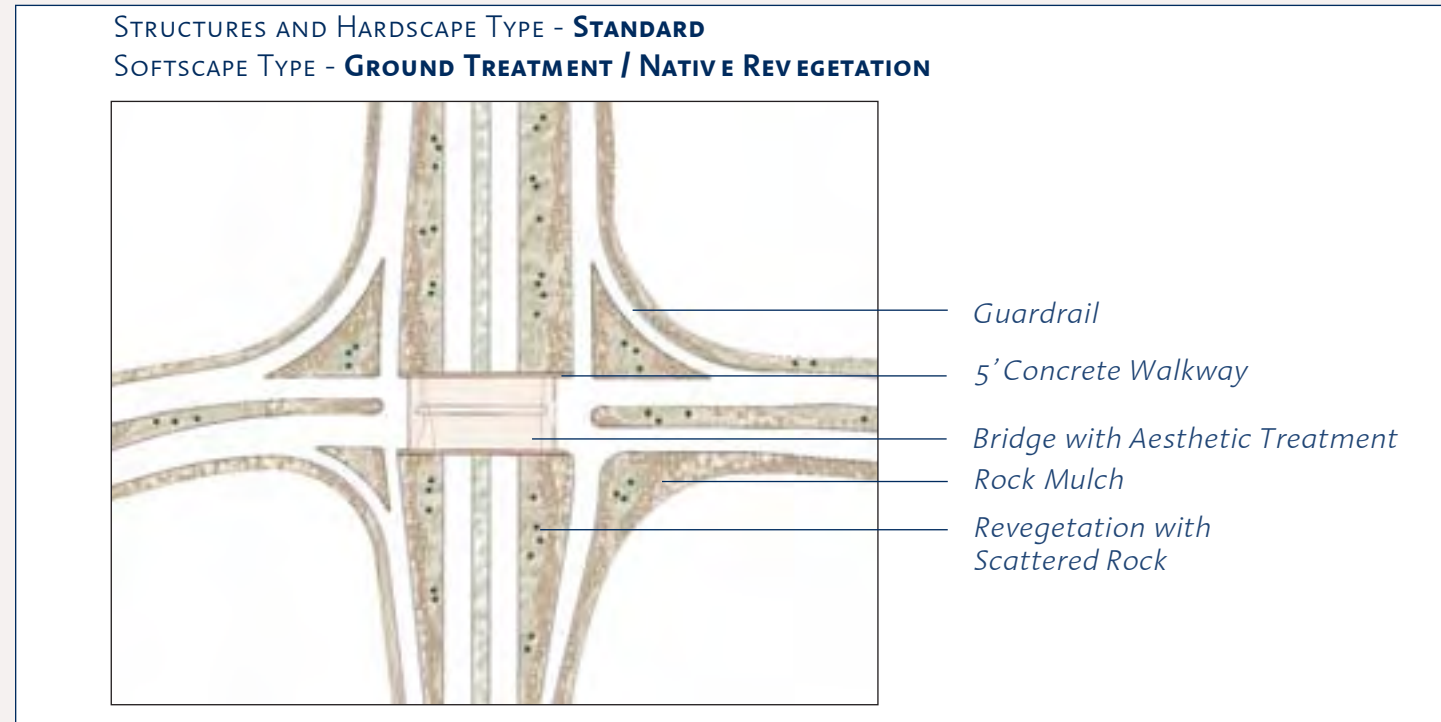 Structures and Hardscape Type - Standard
Softscape Type - Ground Treatment / Native Revegetation
Guardrail
5' Concrete Walkway
Bridge with Aesthetic Treatment
Rock Mulch
Revegetation with
Scattered Rock